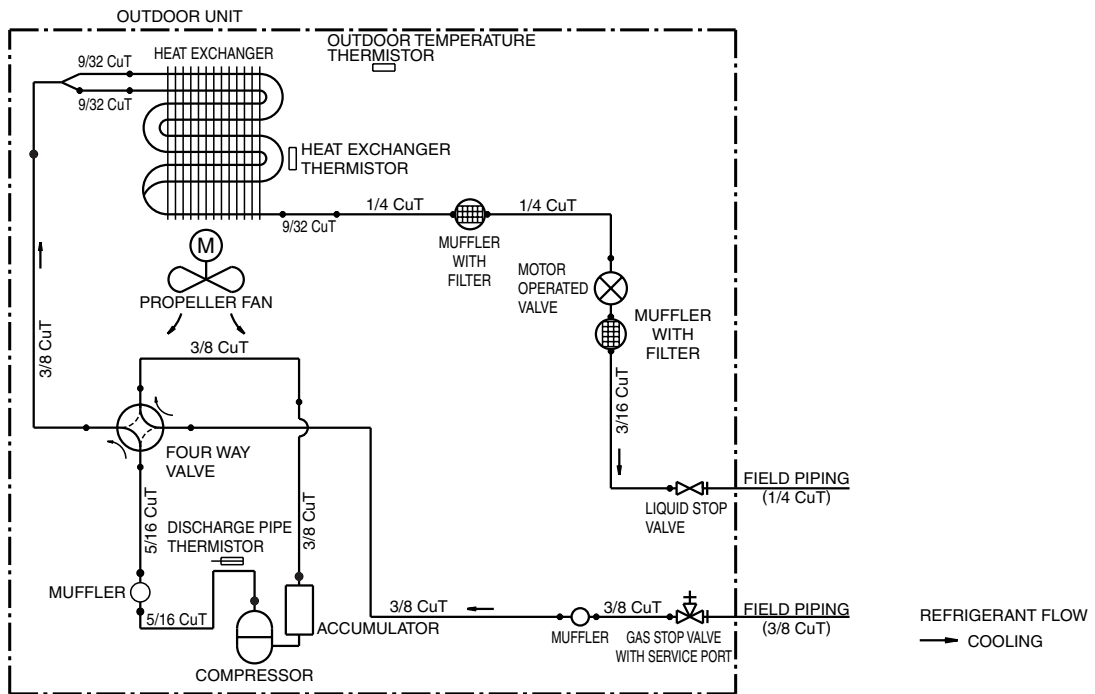 OUTDOOR UNIT
OUTDOOR TEMPERATURE
THERMISTOR
HEAT EXCHANGER
9/32 CuT
9/32 CuT
HEAT EXCHANGER
THERMISTOR
9/32 CuT
1/4 CuT
1/4 CuT
MUFFLER
WITH
FILTER
MOTOR
OPERATED
VALVE
MUFFLER
WITH
FILTER
M
PROPELLER FAN
3/8 CuT
3/8 CuT
3/16 CuT
FOUR WAY
VALVE
LIQUID STOP
VALVE
FIELD PIPING
(1/4 CuT)
5/16 CuT
DISCHARGE PIPE
THERMISTOR
3/8 CuT
MUFFLER
5/16 CuT
ACCUMULATOR
COMPRESSOR
3/8 CuT
MUFFLER
3/8 CuT
GAS STOP VALVE
WITH SERVICE PORT
FIELD PIPING
(3/8 CuT)
REFRIGERANT FLOW
COOLING